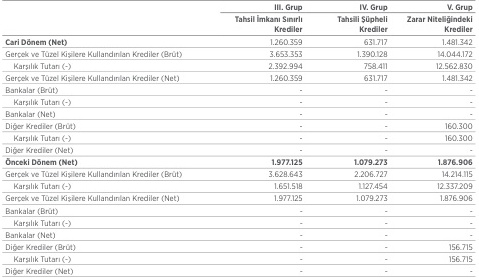 III. Grup IV. Grup V. Grup
Tahsil İmkanı Sınırlı Tahsili Şüpheli Zarar Niteliğindeki
Krediler Krediler Krediler
Cari Dönem (Net) 1.260.359 631.717 1.481.342
Gerçek ve Tüzel Kişilere Kullandırılan Krediler (Brüt) 3.653.353 1.390.128 14.044.172
Karşılık Tutarı (-) 2.392.994 758.411 12.562.830
Gerçek ve Tüzel Kişilere Kullandırılan Krediler (Net) 1.260.359 631.717 1.481.342
Bankalar (Brüt) - - -
Karşılık Tutarı (-) - - -
Bankalar (Net) - - -
Diğer Krediler (Brüt) - - 160.300
Karşılık Tutarı (-) - - 160.300
Diğer Krediler (Net) - - -
Önceki Dönem (Net) 1.977.125 1.079.273 1.876.906
Gerçek ve Tüzel Kişilere Kullandırılan Krediler (Brüt) 3.628.643 2.206.727 14.214.115
Karşılık Tutarı (-) 1.651.518 1.127.454 12.337.209
Gerçek ve Tüzel Kişilere Kullandırılan Krediler (Net) 1.977.125 1.079.273 1.876.906
Bankalar (Brüt) - - -
Karşılık Tutarı (-) - - -
Bankalar (Net) - - -
Diğer Krediler (Brüt) - - 156.715
Karşılık Tutarı (-) - - 156.715
Diğer Krediler (Net) - - -